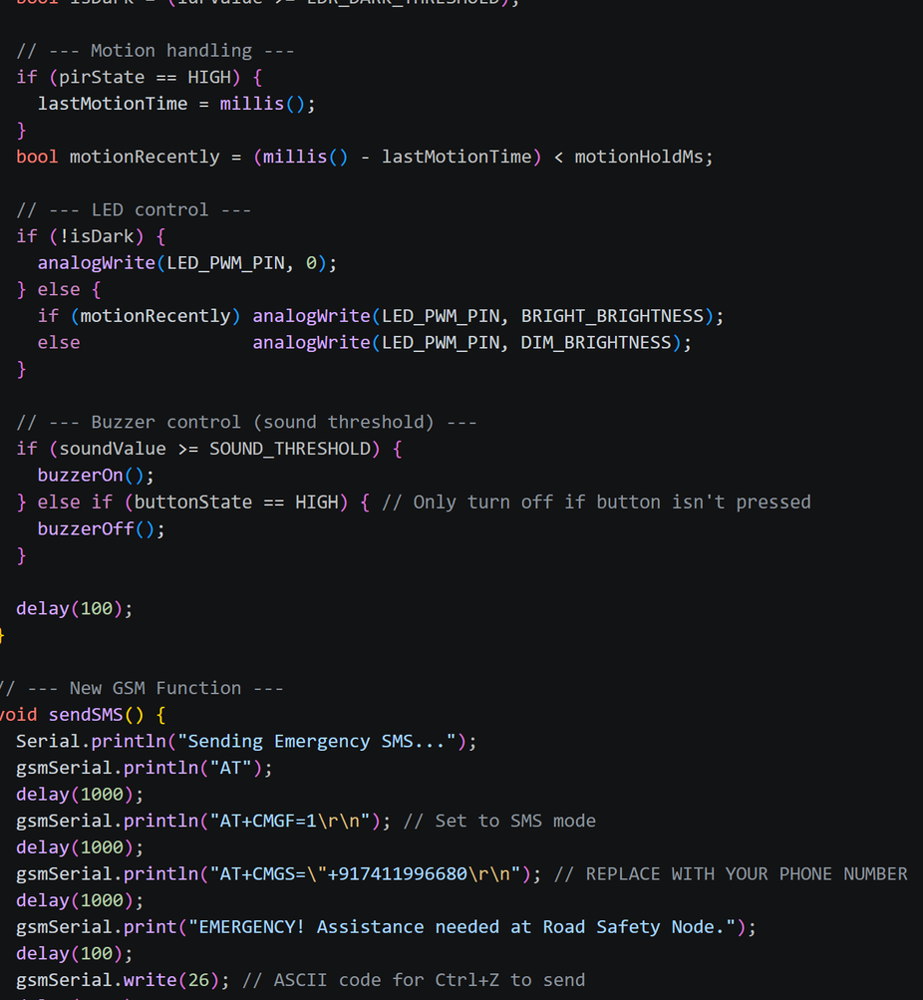 bool isDark = (ldrValue >= LDR_DARK_THRESHOLD);
// --- Motion handling ---
if (pirState == HIGH) {
lastMotionTime = millis();
}
bool motionRecently = (millis() - lastMotionTime) < motionHoldMs;
// --- LED control ---
if (!isDark) {
analogWrite(LED_PWM_PIN, 0);
} else {
if (motionRecently) analogWrite(LED_PWM_PIN, BRIGHT_BRIGHTNESS);
else analogWrite(LED_PWM_PIN, DIM_BRIGHTNESS);
}
// --- Buzzer control (sound threshold) ---
if (soundValue >= SOUND_THRESHOLD) {
buzzerOn();
} else if (buttonState == HIGH) { // Only turn off if button isn't pressed
buzzerOff();
}
delay(100);
}
// --- New GSM Function ---
void sendSMS() {
Serial.println("Sending Emergency SMS...");
gsmSerial.println("AT");
delay(1000);
gsmSerial.println("AT+CMGF=1\r\n"); // Set to SMS mode
delay(1000);
gsmSerial.println("AT+CMGS=\"+917411996680\r\n"); // REPLACE WITH YOUR PHONE NUMBER
delay(1000);
gsmSerial.print("EMERGENCY! Assistance needed at Road Safety Node.");
delay(100);
gsmSerial.write(26); // ASCII code for Ctrl+Z to send